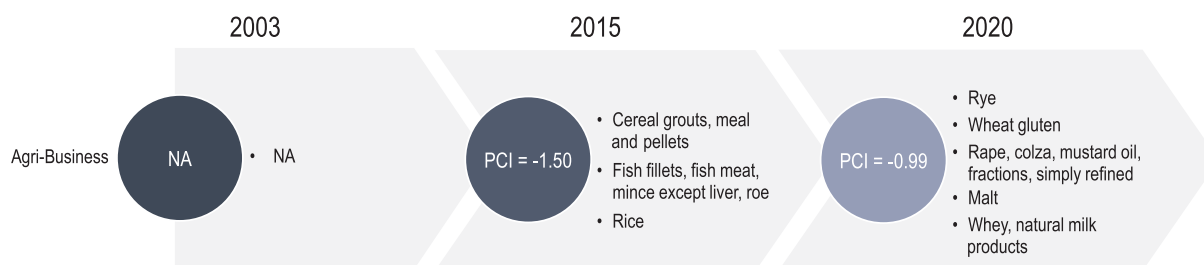 2003
2015
2020
Agri-Business
NA
• NA
PCI = -1.50
• Cereal grouts, meal
and pellets
• Fish fillets, fish meat,
mince except liver, roe
• Rice
PCI = -0.99
• Rye
• Wheat gluten
• Rape, colza, mustard oil,
fractions, simply refined
• Malt
• Whey, natural milk
products